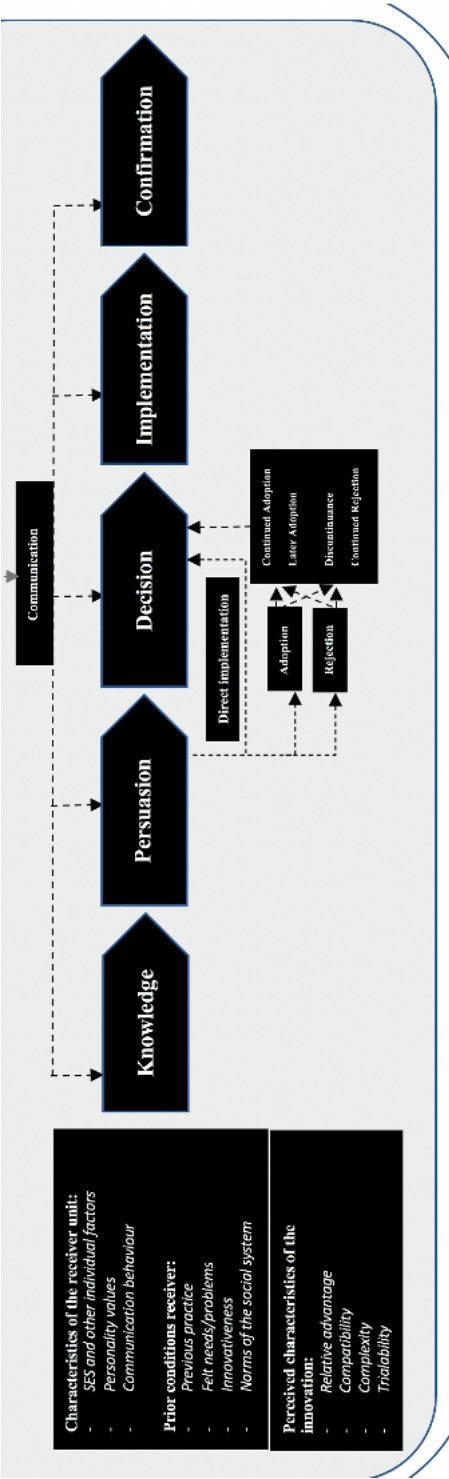 Communication
Characteristics of the receiver unit:
- SES and other individual factors
- Personality values
- Communication behaviour
Prior conditions receiver:
- Previous practice
- Felt needs/problems
- Innovativeness
- Norms of the social system
Perceived characteristics of the
innovation:
- Relative advantage
- Compatibility
- Complexity
- Trialability
Knowledge
Persuasion
Decision
Implementation
Confirmation
Direct implementation
Adoption
Rejection
Continued Adoption
Later Adoption
Discontinuance
Continued Rejection